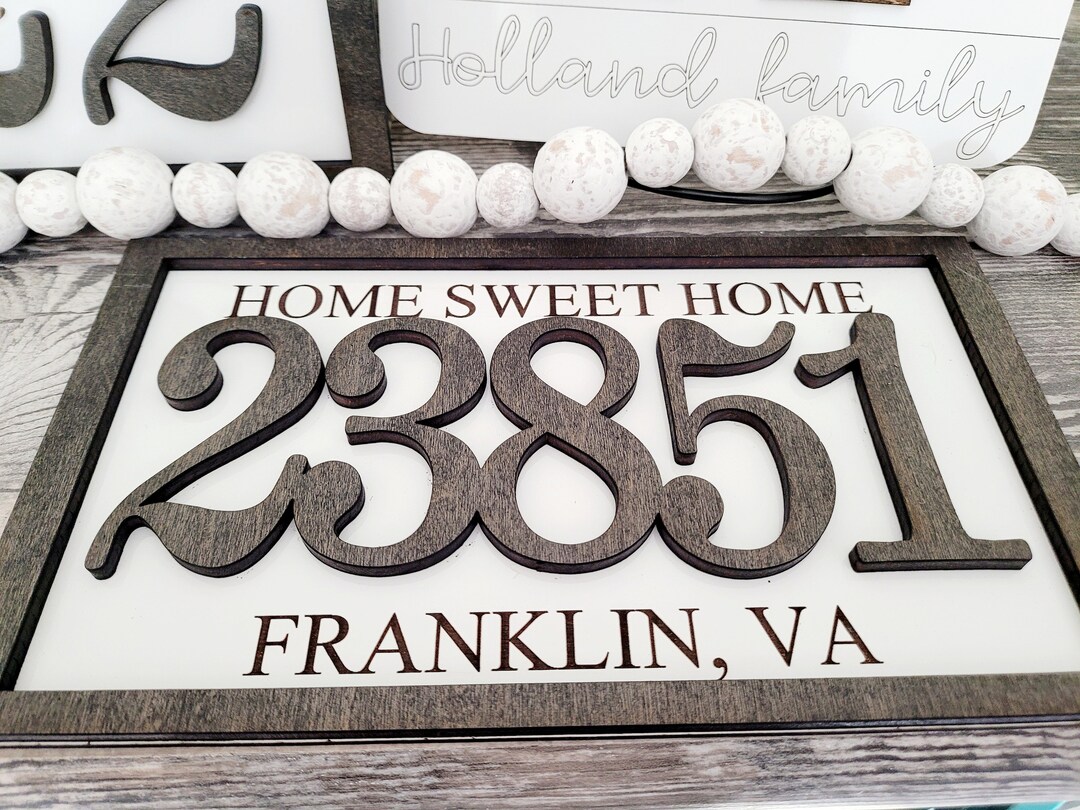 Holland family
HOME SWEET HOME
23851
FRANKLIN, VA